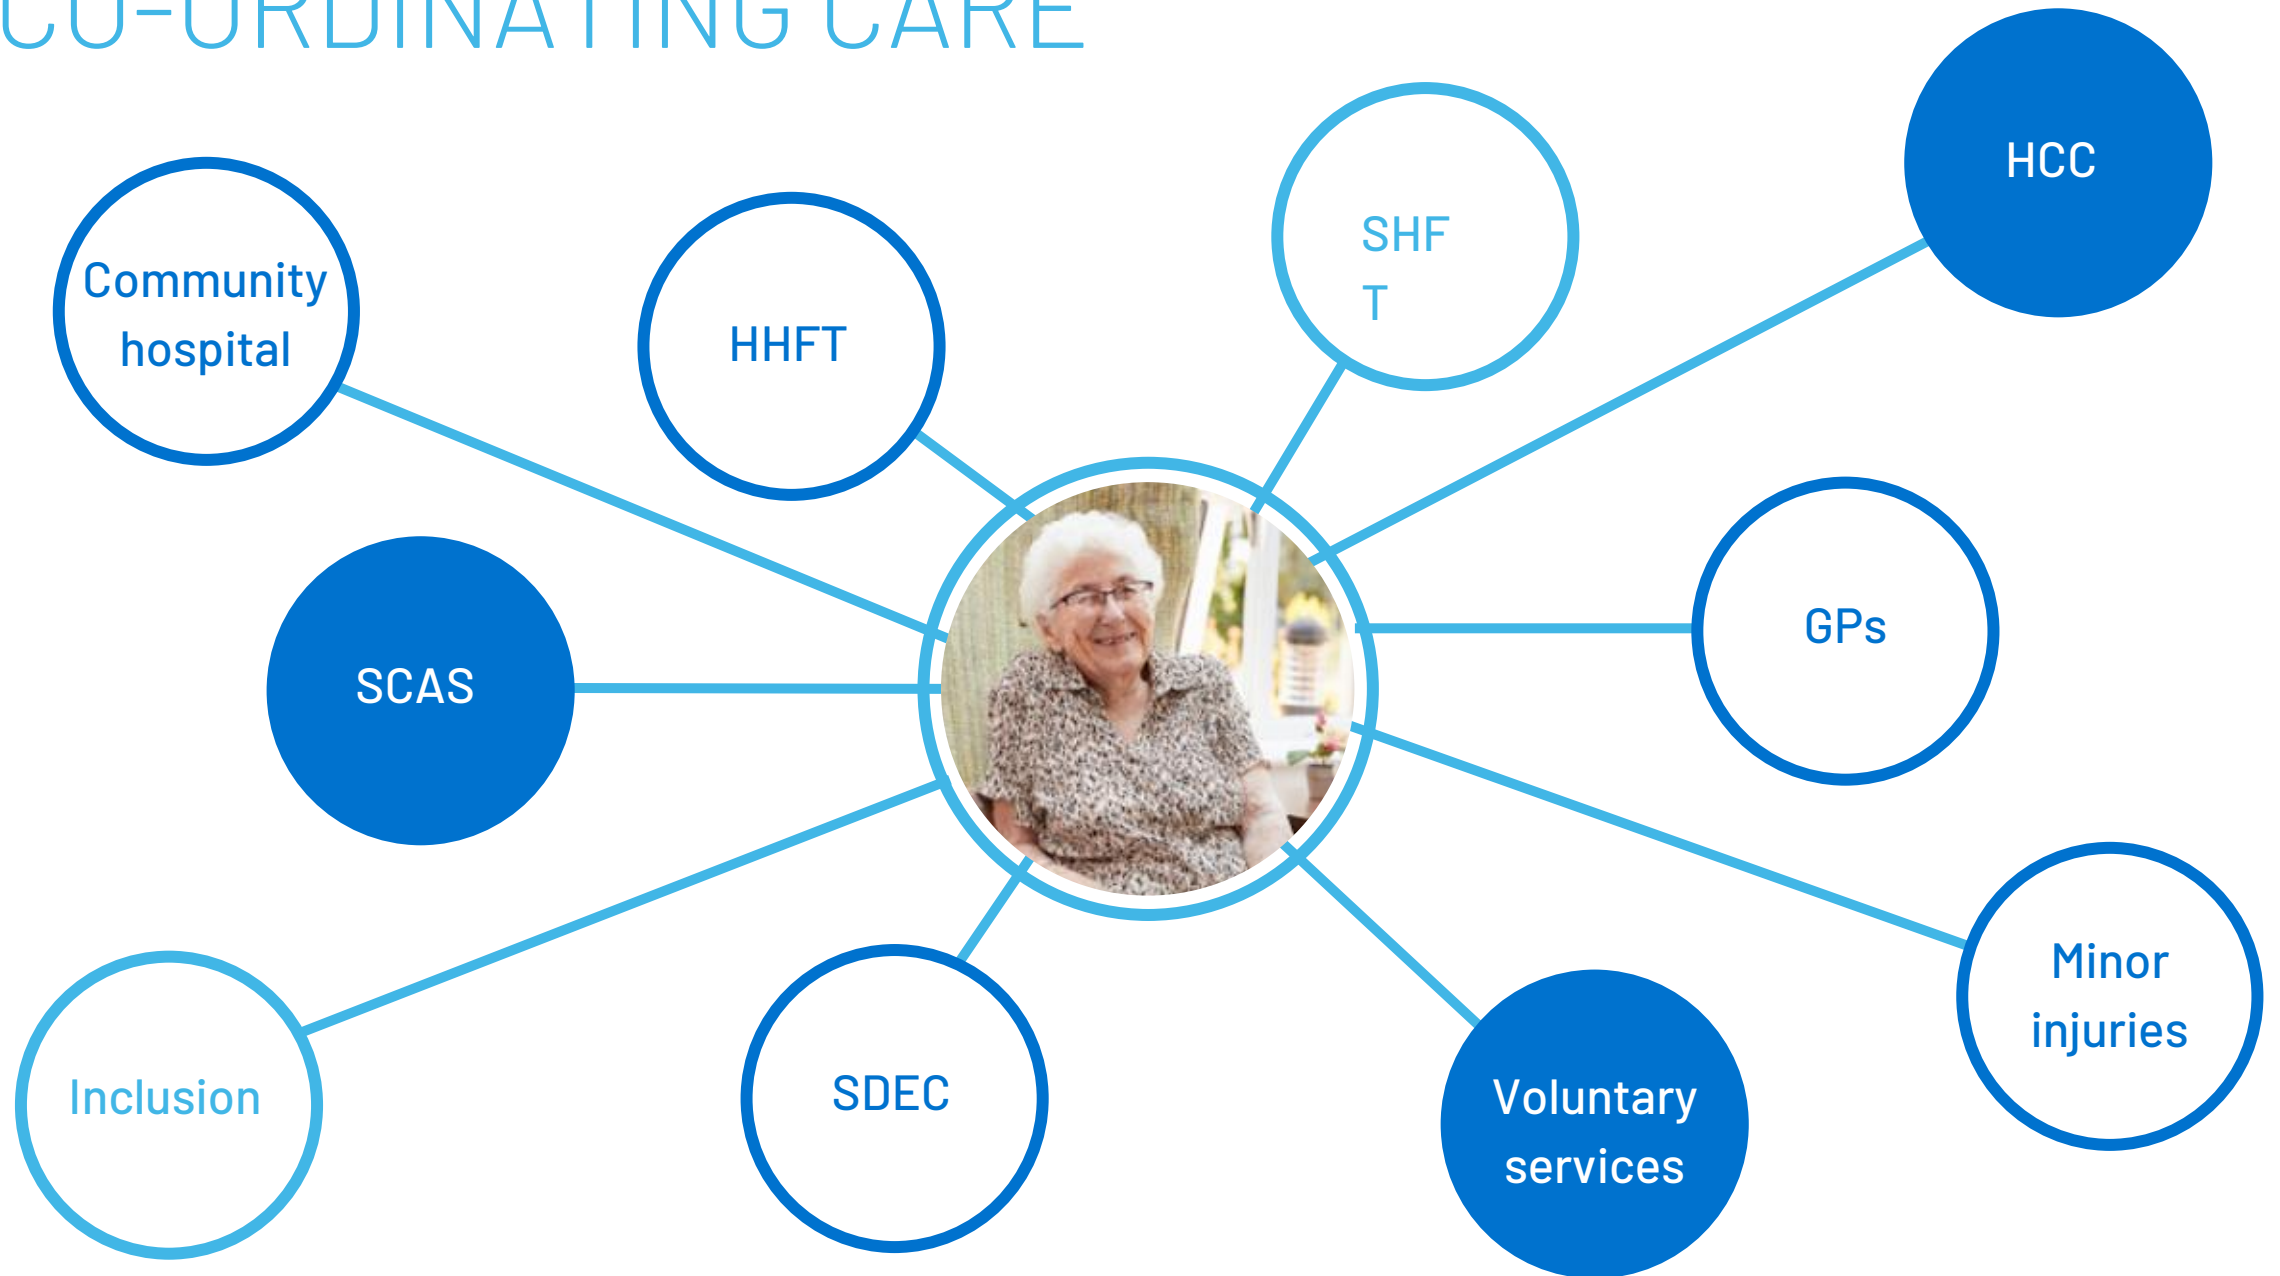 CO-ORDINATING CARE
HCC
SHF
T
Community
hospital
HHFT
GPs
SCAS
Minor
injuries
Inclusion
SDEC
Voluntary
services